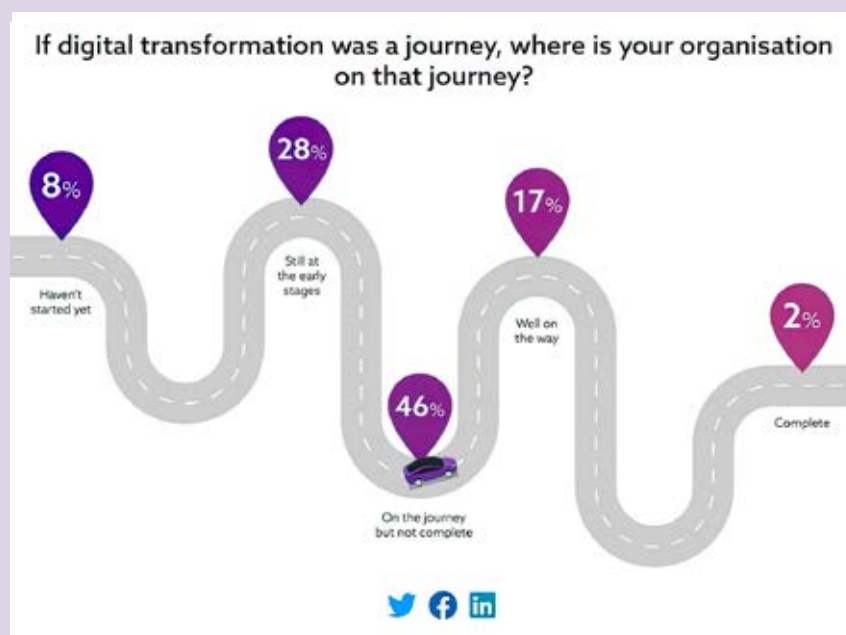 If digital transformation was a journey, where is your organisation
on that journey?
8%
Haven't
started yet
28%
Still at
the early
stages
46%
On the journey
but not complete
17%
Well on
the way
2%
Complete
in